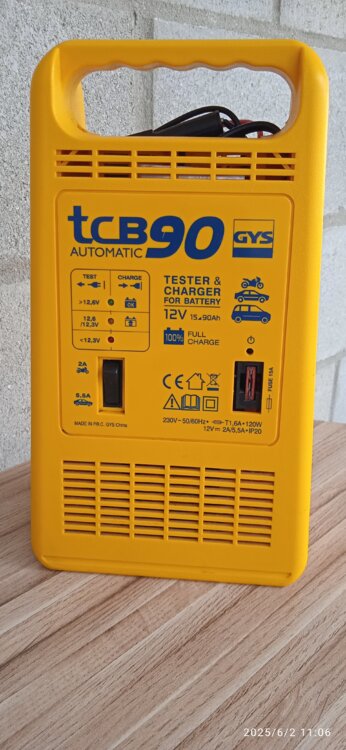 tCB90
AUTOMATIC
GYS
TEST
CHARGE
>12,6V
OK
12,6
/12,3V
<12,3V
TESTER &
CHARGER
FOR BATTERY
12V 15▸90Ah
100% FULL
CHARGE
2A
5,5A
FUSE 15A
CE
MADE IN P.R.C. GYS China
230V~50/60Hz• T1,6A•120W
12V 2A/5,5A•IP20
2025/6/2 11:06